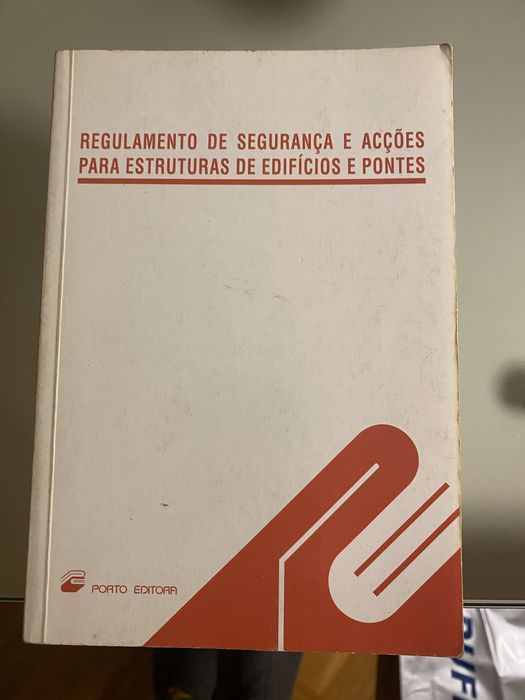 REGULAMENTO DE SEGURANÇA E ACÇÕES
PARA ESTRUTURAS DE EDIFÍCIOS E PONTES
PORTO EDITORA